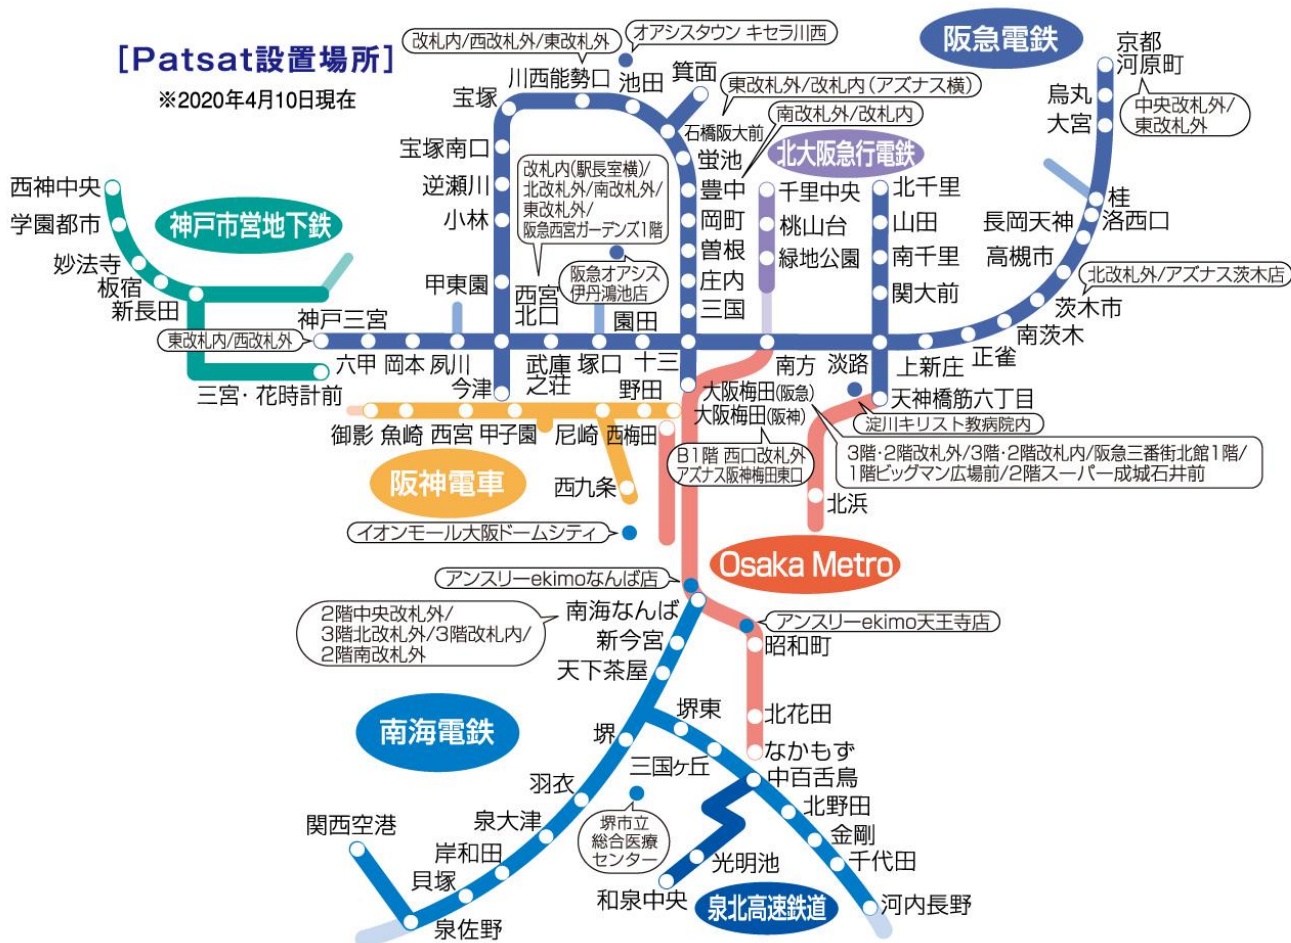 [Patsat設置場所]
※2020年4月10日現在
改札内/西改札外/東改札外
オアシスタウン キセラ川西
阪急電鉄
京都
河原町
烏丸
大宮
中央改札外/
東改札外
川西能勢口
池田
箕面
宝塚
東改札外/改札内(アズナス横)
石橋阪大前
南改札外/改札内
宝塚南口
蛍池
北大阪急行電鉄
改札内(駅長室横)/
北改札外/南改札外/
東改札外/
阪急西宮ガーデンズ1階
西神中央
逆瀬川
豊中
千里中央
北千里
桂
学園都市
神戸市営地下鉄
小林
岡町
桃山台
山田
長岡天神
洛西口
妙法寺
曽根
緑地公園
南千里
高槻市
板宿
甲東園
西宮
北口
阪急オアシス
伊丹鴻池店
庄内
関大前
北改札外/アズナス茨木店
新長田
神戸三宮
園田
三国
茨木市
南茨木
東改札内/西改札外
六甲
岡本
夙川
武庫
之荘
塚口
十三
南方
淡路
上新庄
正雀
三宮・花時計前
今津
野田
大阪梅田(阪急)
大阪梅田(阪神)
天神橋筋六丁目
淀川キリスト教病院内
御影
魚崎
西宮
甲子園
尼崎
西梅田
B1階 西口改札外
アズナス阪神梅田東口
3階・2階改札外/3階・2階改札内/阪急三番街北館1階/
1階ビッグマン広場前/2階スーパー成城石井前
阪神電車
西九条
北浜
イオンモール大阪ドームシティ
Osaka Metro
アンスリーekimoなんば店
南海なんば
2階中央改札外/
3階北改札外/3階改札内/
2階南改札外
アンスリーekimo天王寺店
新今宮
昭和町
天下茶屋
南海電鉄
堺東
北花田
堺
なかもず
三国ヶ丘
中百舌鳥
羽衣
北野田
関西空港
泉大津
堺市立
総合医療
センター
金剛
岸和田
光明池
千代田
貝塚
和泉中央
泉北高速鉄道
河内長野
泉佐野